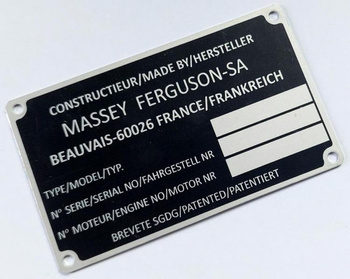 CONSTRUCTIEUR/MADE BY/HERSTELLER
MASSEY FERGUSON-SA
BEAUVAIS-60026 FRANCE/FRANKREICH
TYPE/MODEL/TYP.
N° SERIE/SERIAL NO/FAHRGESTELL NR
N° MOTEUR/ENGINE NO/MOTOR NR
BREVETE SGDG/PATENTED/PATENTIERT